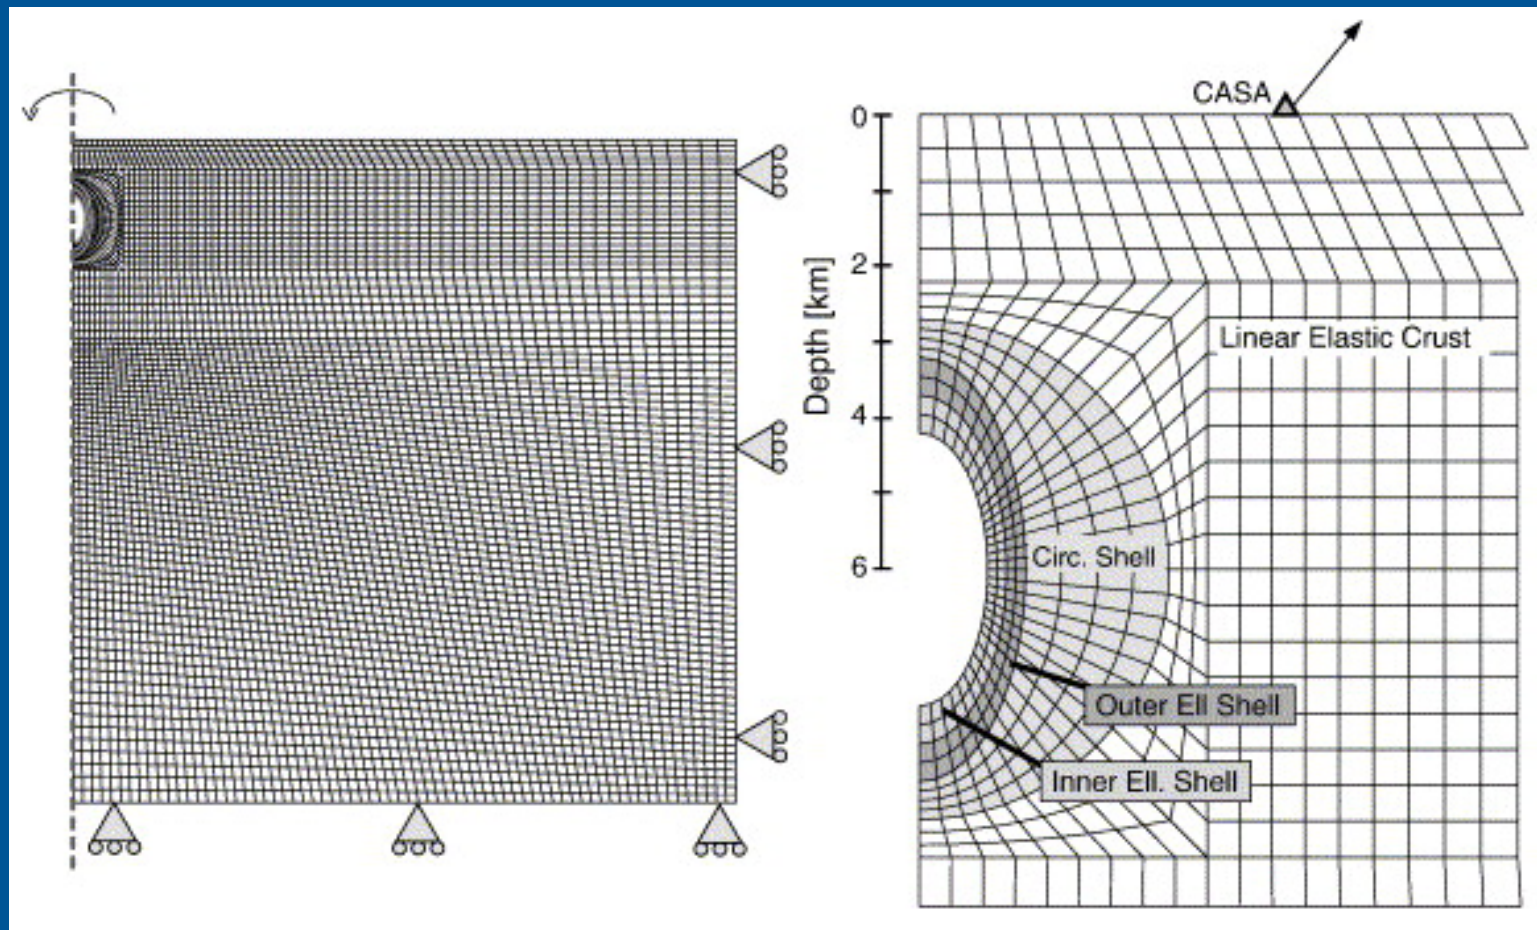 CASA
0
2
Depth [km]
Linear Elastic Crust
4
6
Circ. Shell
Outer Ell Shell
Inner Ell. Shell